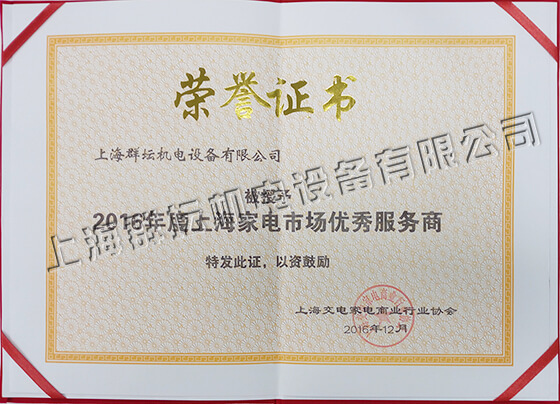 荣誉证书
上海群坛机电设备有限公司
被授予
2016年度上海家电市场优秀服务商
特发此证，以资鼓励
上海交电家电商业行业协会
2016年12月
上海群坛机电设备有限公司